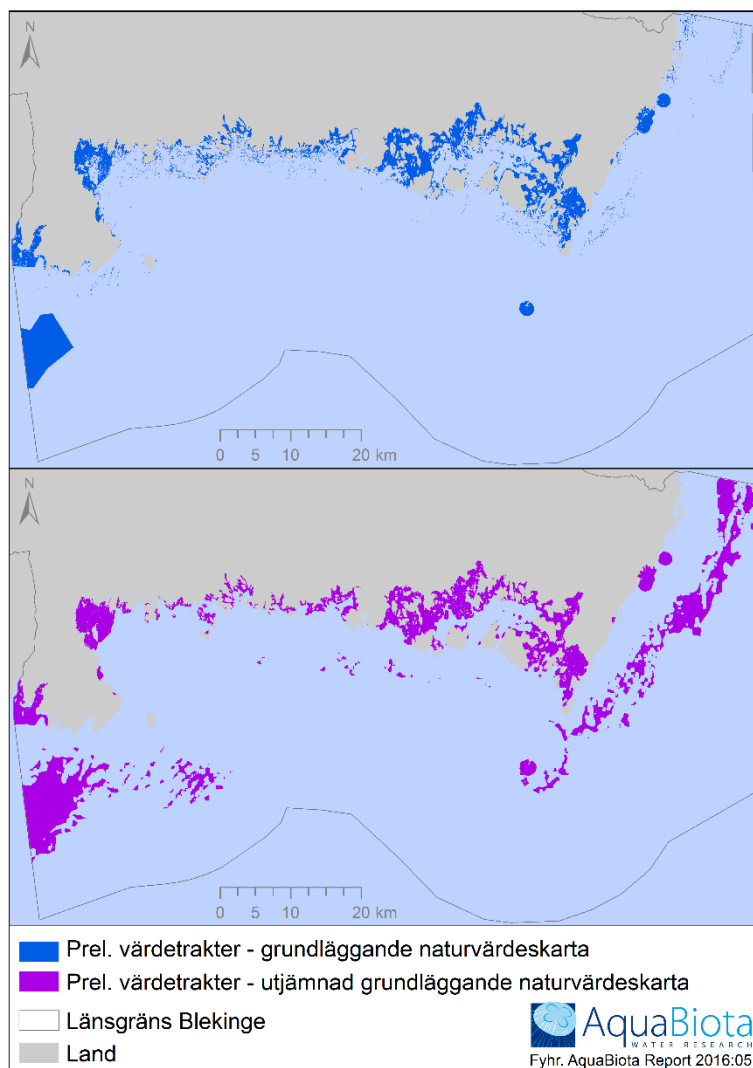 N
0 5 10 20 km
N
0 5 10 20 km
Prel. värdetrakter - grundläggande naturvärdeskarta
Prel. värdetrakter - utjämnad grundläggande naturvärdeskarta
Länsgräns Blekinge
Land
AquaBiota
WATER RESEARCH
Fyhr. AquaBiota Report 2016:05